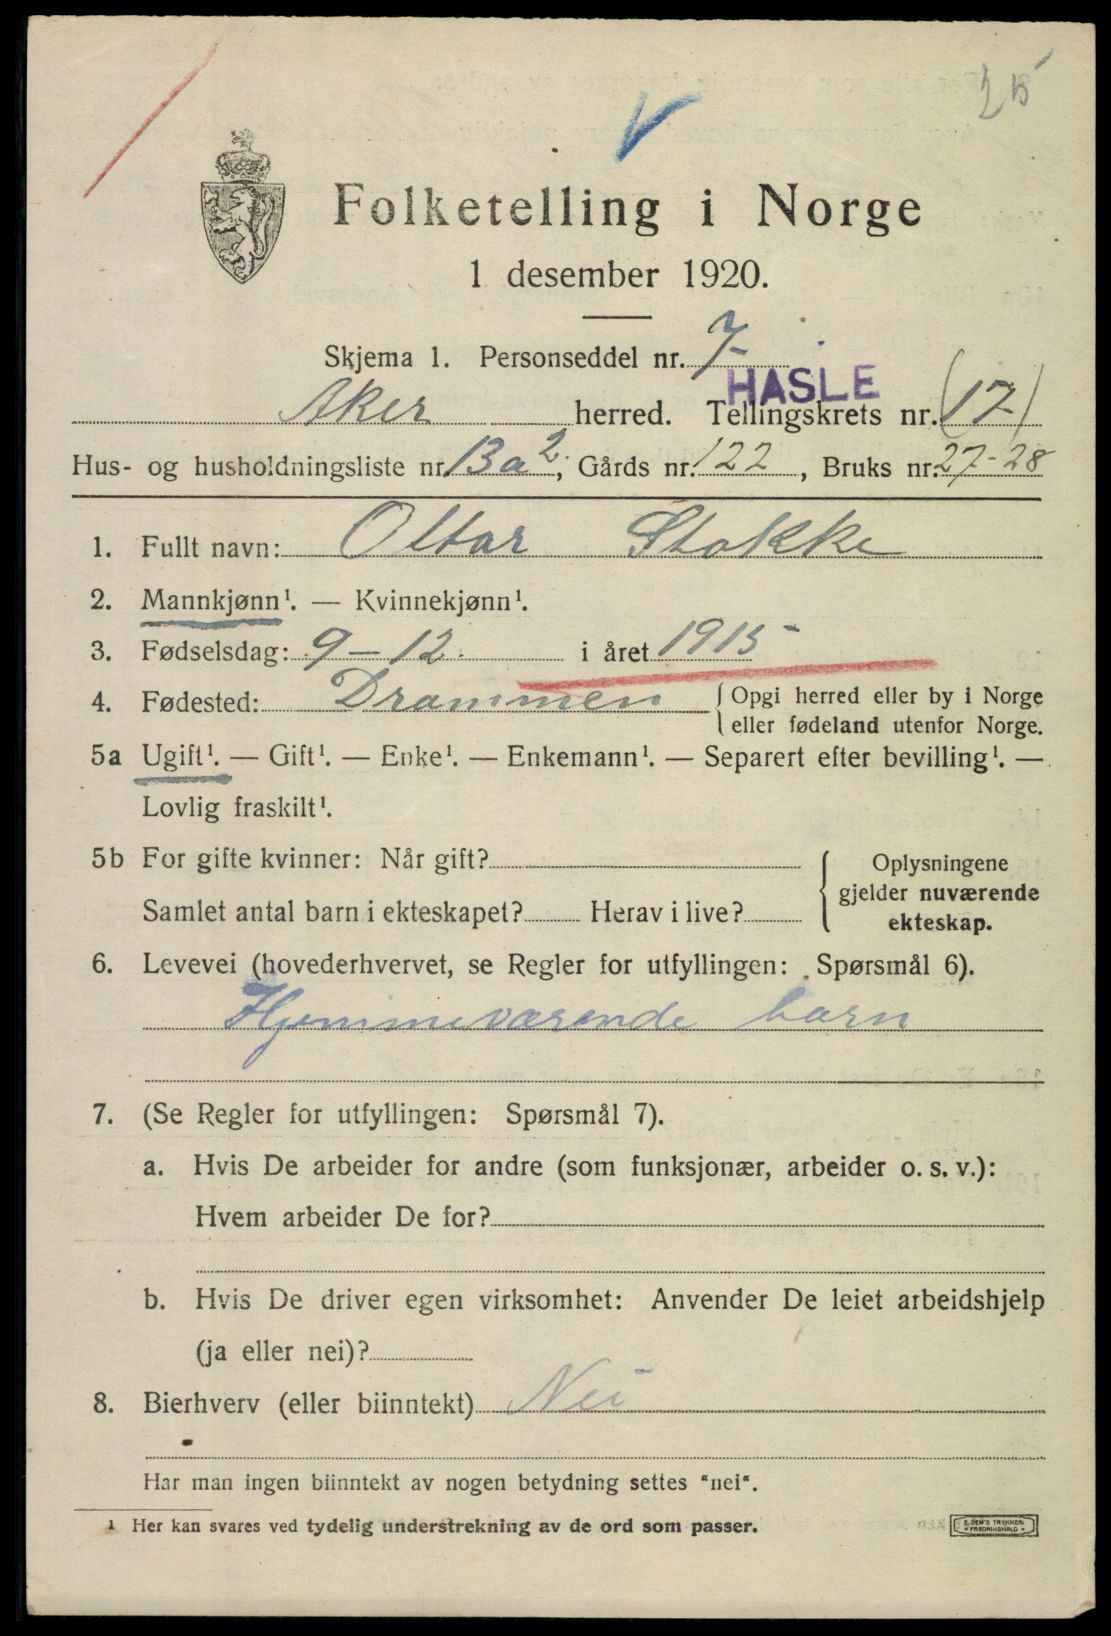 25
Folketelling i Norge
1 desember 1920.
Skjema 1. Personseddel nr. 7
HASLE
Aker herred. Tellingskrets nr. (17)
Hus- og husholdningsliste nr. 13a2, Gårds nr. 122, Bruks nr. 27-28
1. Fullt navn: Ottar Stokke
2. Mannkjønn¹. — Kvinnekjønn¹.
3. Fødselsdag: 9-12. i året 1915
4. Fødested: Drammen { Opgi herred eller by i Norge
eller fødeland utenfor Norge.
5a Ugift¹. — Gift¹. — Enke¹. — Enkemann¹. — Separert efter bevilling¹. —
Lovlig fraskilt¹.
5b For gifte kvinner: Når gift?
Samlet antal barn i ekteskapet? Herav i live?
Oplysningene
gjelder nuværende
ekteskap.
6. Levevei (hovederhvervet, se Regler for utfyllingen: Spørsmål 6).
Hjemmeværende barn
7. (Se Regler for utfyllingen: Spørsmål 7).
a. Hvis De arbeider for andre (som funksjonær, arbeider o. s. v.):
Hvem arbeider De for?
b. Hvis De driver egen virksomhet: Anvender De leiet arbeidshjelp
(ja eller nei)?
8. Bierhverv (eller biinntekt) Nei
Har man ingen biinntekt av nogen betydning settes "nei".
¹ Her kan svares ved tydelig understrekning av de ord som passer.
E. SEM'S TRYKKERI
FREDRIKSHALD